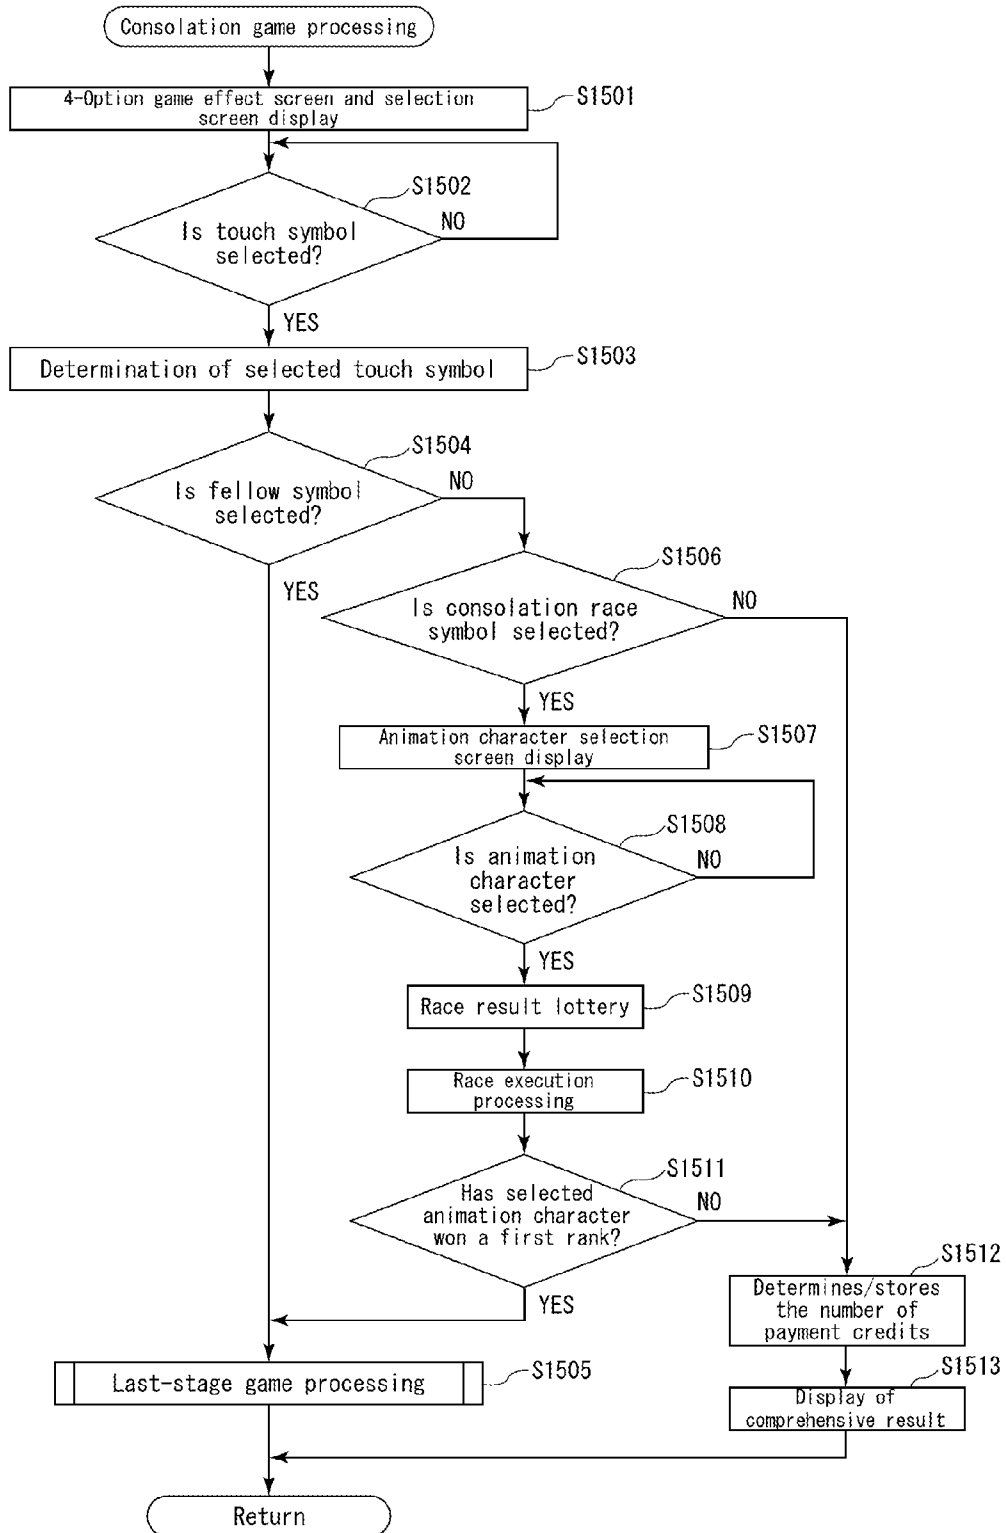 Consolation game processing
4-Option game effect screen and selection
screen display
S1501
S1502
Is touch symbol
selected?
NO
YES
Determination of selected touch symbol
S1503
S1504
Is fellow symbol
selected?
NO
YES
S1506
Is consolation race
symbol selected?
NO
YES
Animation character selection
screen display
S1507
S1508
Is animation
character
selected?
NO
YES
Race result lottery
S1509
Race execution
processing
S1510
S1511
Has selected
animation character
won a first rank?
NO
YES
S1512
Determines/stores
the number of
payment credits
Last-stage game processing
S1505
S1513
Display of
comprehensive result
Return